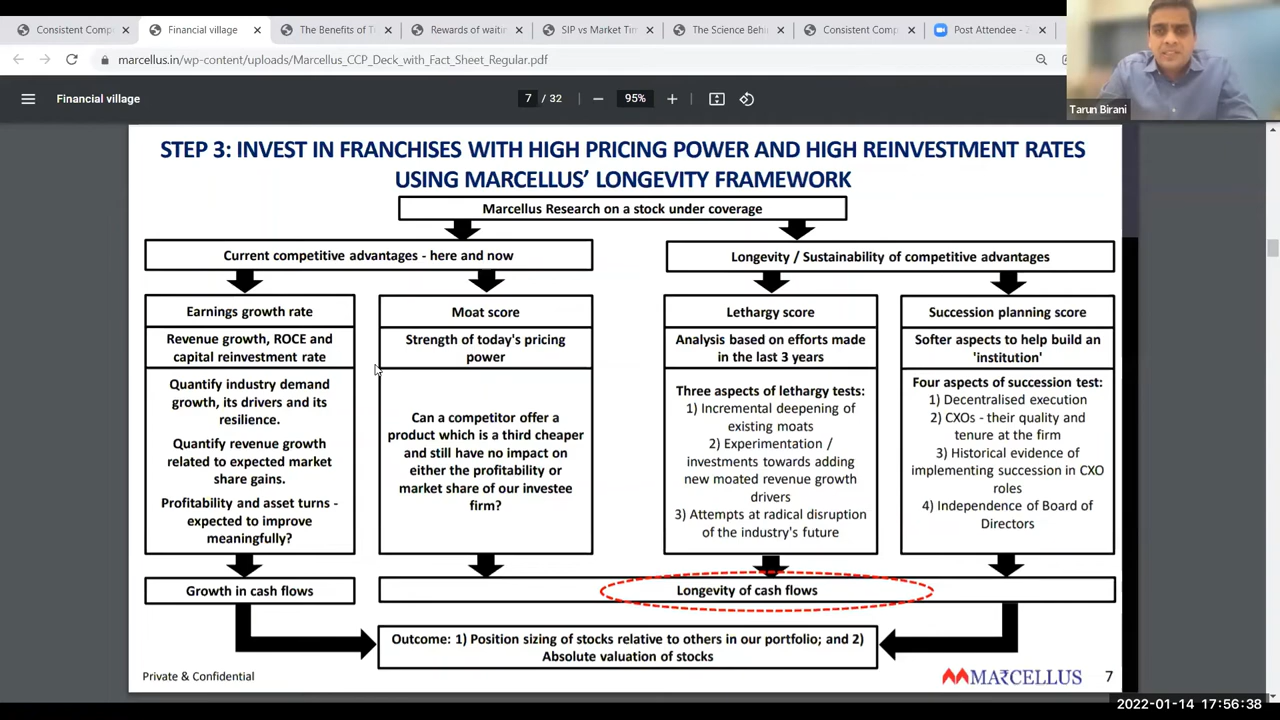 Consistent Comp
Financial village
The Benefits of T
Rewards of waitin
SIP vs Market Tim
The Science Behin
Consistent Comp
Post Attendee - 2
marcellus.in/wp-content/uploads/Marcellus_CCP_Deck_with_Fact_Sheet_Regular.pdf
Tarun Birani
Financial village
7 / 32
95%
STEP 3: INVEST IN FRANCHISES WITH HIGH PRICING POWER AND HIGH REINVESTMENT RATES
USING MARCELLUS’ LONGEVITY FRAMEWORK
Marcellus Research on a stock under coverage
Current competitive advantages - here and now
Longevity / Sustainability of competitive advantages
Earnings growth rate
Revenue growth, ROCE and
capital reinvestment rate
Quantify industry demand
growth, its drivers and its
resilience.
Quantify revenue growth
related to expected market
share gains.
Profitability and asset turns -
expected to improve
meaningfully?
Moat score
Strength of today's pricing
power
Can a competitor offer a
product which is a third cheaper
and still have no impact on
either the profitability or
market share of our investee
firm?
Lethargy score
Analysis based on efforts made
in the last 3 years
Three aspects of lethargy tests:
1) Incremental deepening of
existing moats
2) Experimentation /
investments towards adding
new moated revenue growth
drivers
3) Attempts at radical disruption
of the industry's future
Succession planning score
Softer aspects to help build an
'institution'
Four aspects of succession test:
1) Decentralised execution
2) CXOs - their quality and
tenure at the firm
3) Historical evidence of
implementing succession in CXO
roles
4) Independence of Board of
Directors
Growth in cash flows
Longevity of cash flows
Outcome: 1) Position sizing of stocks relative to others in our portfolio; and 2)
Absolute valuation of stocks
Private & Confidential
MARCELLUS
7
2022-01-14 17:56:38